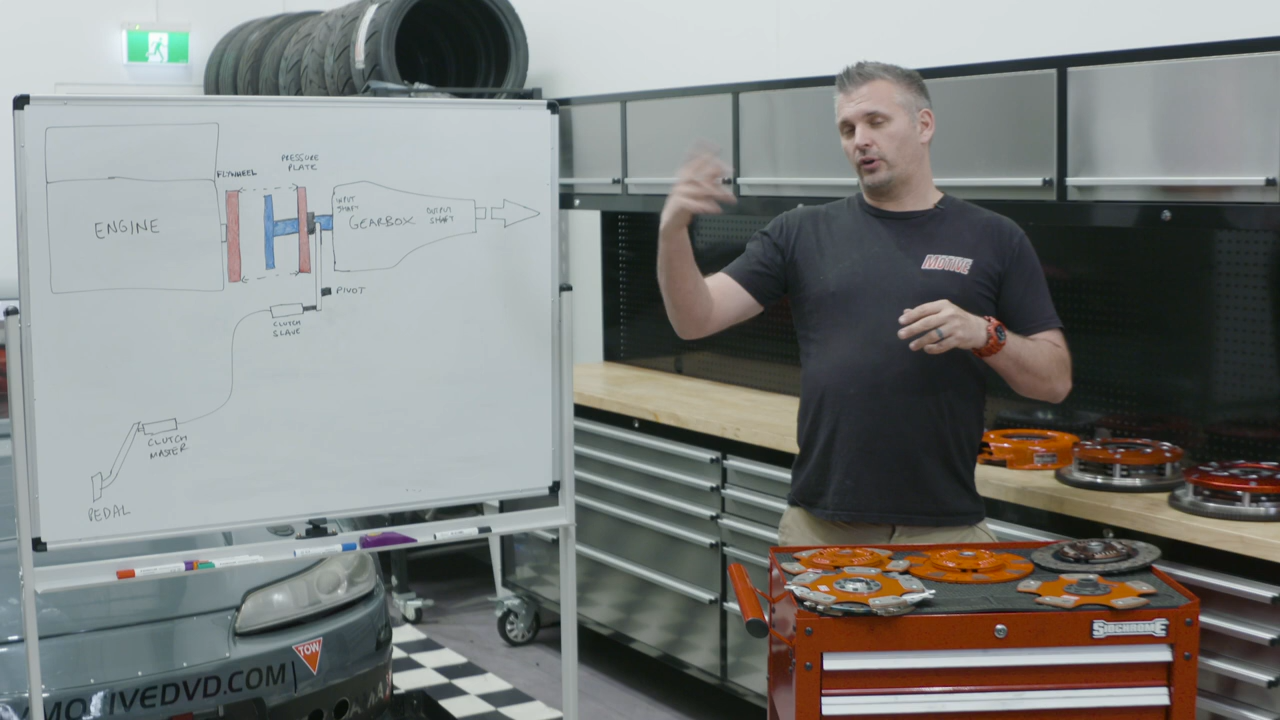 PRESSURE
PLATE
FLYWHEEL
INPUT
SHAFT
ENGINE
GEARBOX
OUTPUT
SHAFT
PIVOT
CLUTCH
SLAVE
CLUTCH
MASTER
PEDAL
MOTIVE
SIDCHROME
TOW
MOTIVEDVD.COM